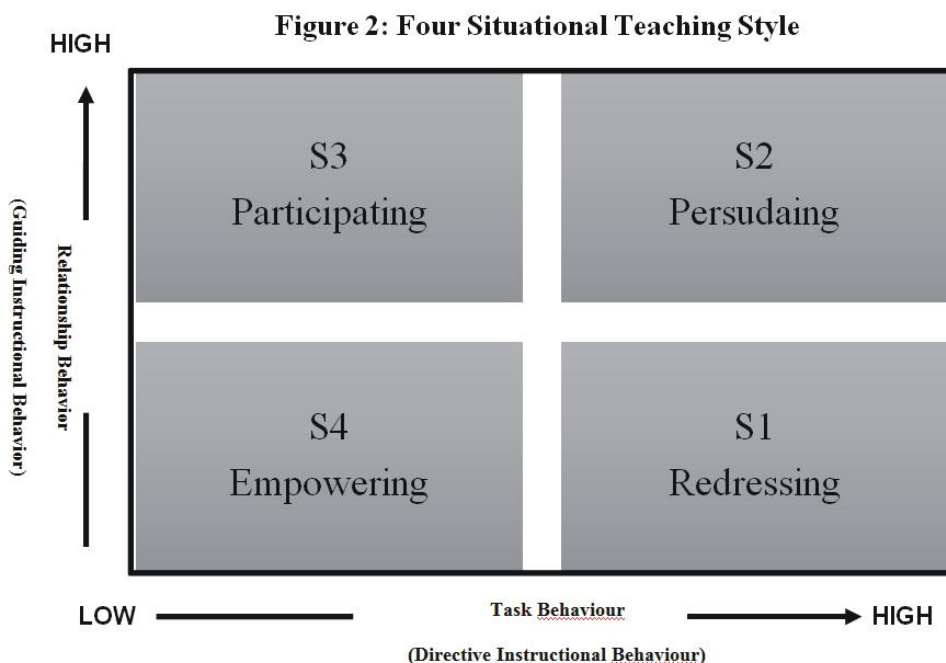 Figure 2: Four Situational Teaching Style
HIGH
S3
Participating
S2
Persudaing
(Guiding Instructional Behavior)
Relationship Behavior
S4
Empowering
S1
Redressing
LOW
Task Behaviour
HIGH
(Directive Instructional Behaviour)